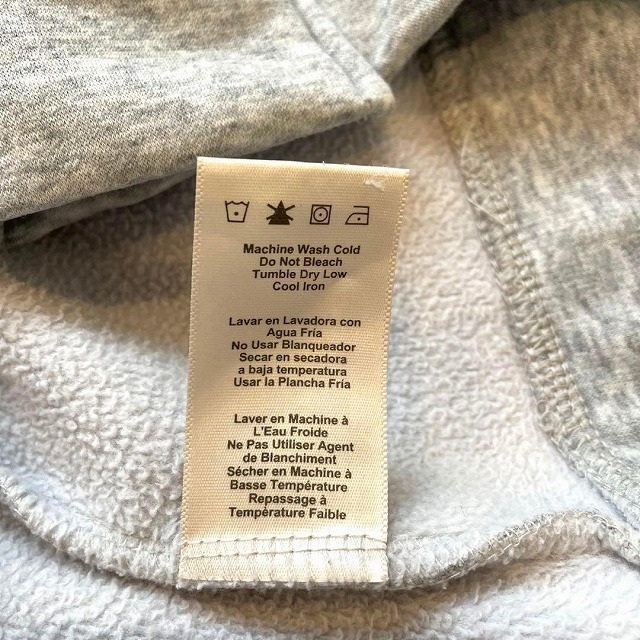 Machine Wash Cold
Do Not Bleach
Tumble Dry Low
Cool Iron
Lavar en Lavadora con
Agua Fría
No Usar Blanqueador
Secar en secadora
a baja temperatura
Usar la Plancha Fría
Laver en Machine à
L'Eau Froide
Ne Pas Utiliser Agent
de Blanchiment
Sécher en Machine à
Basse Température
Repassage à
Température Faible